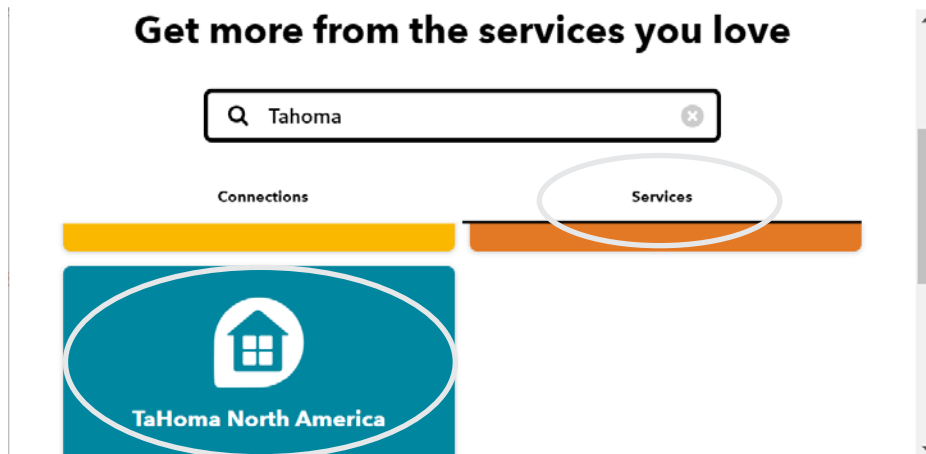 Get more from the services you love
Tahoma
Connections
Services
TaHoma North America